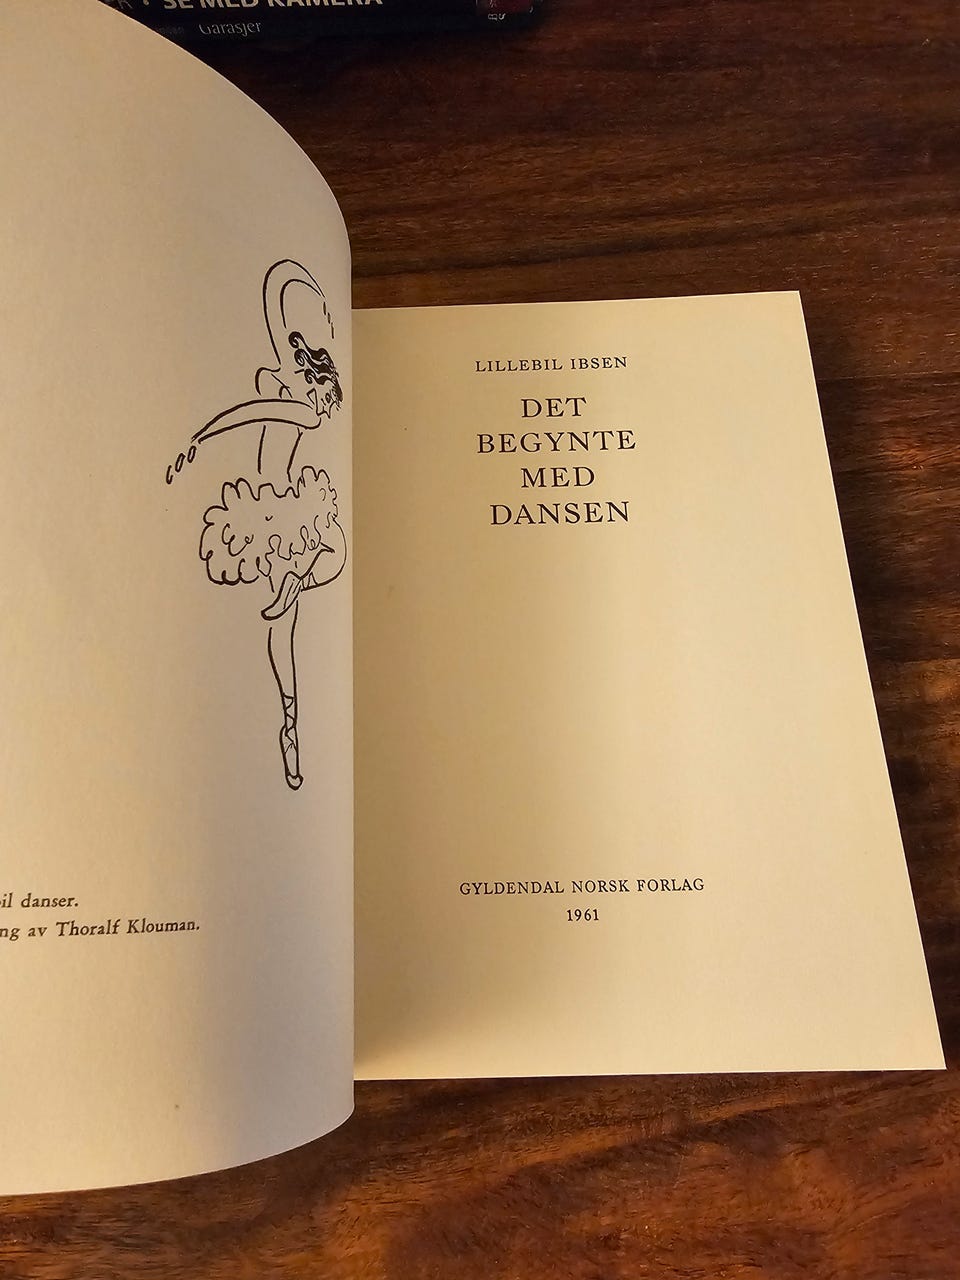 SE MED KAMERA
Garasjer
danser.
av Thoralf Klouman.
LILLEBIL IBSEN
DET
BEGYNTE
MED
DANSEN
GYLDENDAL NORSK FORLAG
1961